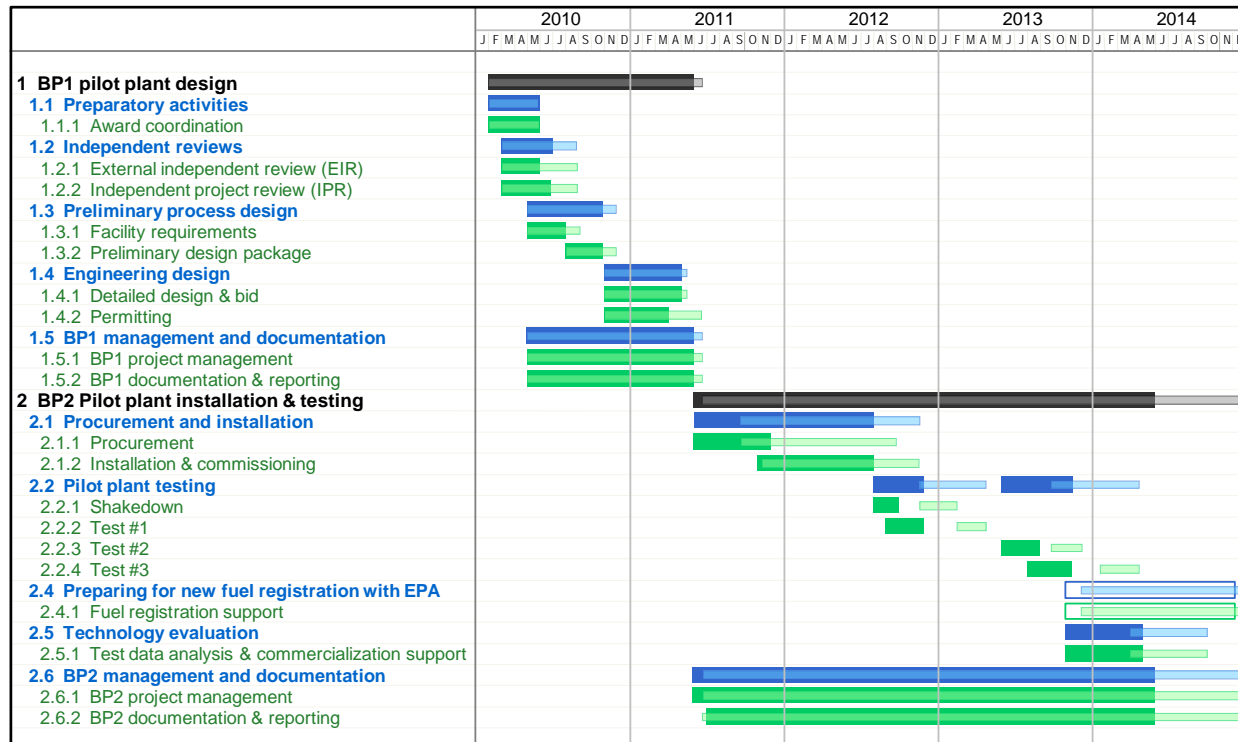 2010 2011 2012 2013 2014
J F M A M J J A S O N D J F M A M J J A S O N D J F M A M J J A S O N D J F M A M J J A S O N D J F M A M J J A S O N
1 BP1 pilot plant design
1.1 Preparatory activities
1.1.1 Award coordination
1.2 Independent reviews
1.2.1 External independent review (EIR)
1.2.2 Independent project review (IPR)
1.3 Preliminary process design
1.3.1 Facility requirements
1.3.2 Preliminary design package
1.4 Engineering design
1.4.1 Detailed design & bid
1.4.2 Permitting
1.5 BP1 management and documentation
1.5.1 BP1 project management
1.5.2 BP1 documentation & reporting
2 BP2 Pilot plant installation & testing
2.1 Procurement and installation
2.1.1 Procurement
2.1.2 Installation & commissioning
2.2 Pilot plant testing
2.2.1 Shakedown
2.2.2 Test #1
2.2.3 Test #2
2.2.4 Test #3
2.4 Preparing for new fuel registration with EPA
2.4.1 Fuel registration support
2.5 Technology evaluation
2.5.1 Test data analysis & commercialization support
2.6 BP2 management and documentation
2.6.1 BP2 project management
2.6.2 BP2 documentation & reporting